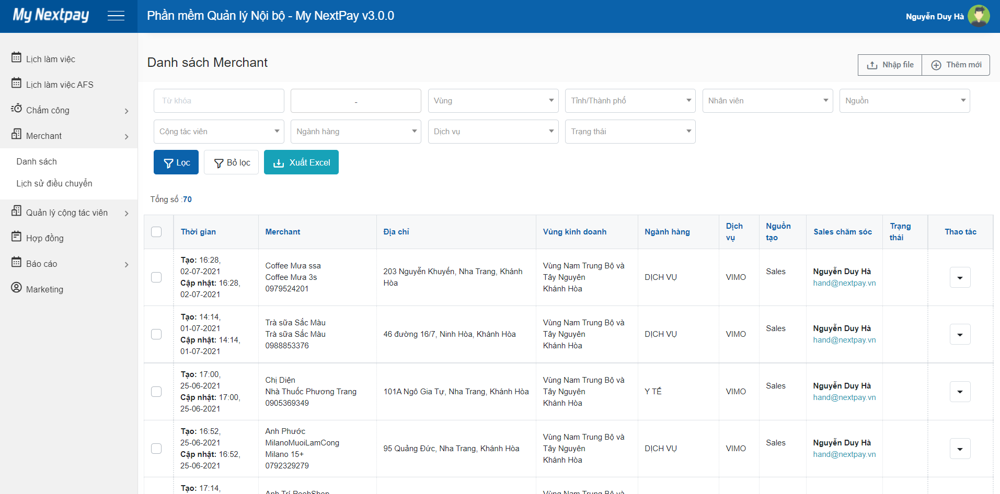 My Nextpay
Phần mềm Quản lý Nội bộ - My NextPay v3.0.0
Nguyễn Duy Hà
Lịch làm việc
Lịch làm việc AFS
Chấm công
Merchant
Danh sách
Lịch sử điều chuyển
Quản lý cộng tác viên
Hợp đồng
Báo cáo
Marketing
Danh sách Merchant
Nhập file
Thêm mới
Từ khóa
-
Vùng
Tỉnh/Thành phố
Nhân viên
Nguồn
Cộng tác viên
Ngành hàng
Dịch vụ
Trạng thái
Lọc
Bỏ lọc
Xuất Excel
Tổng số :70
Thời gian
Merchant
Địa chỉ
Vùng kinh doanh
Ngành hàng
Dịch
vụ
Nguồn
tạo
Sales chăm sóc
Trạng
thái
Thao tác
Tạo: 16:28,
02-07-2021
Cập nhật: 16:28,
02-07-2021
Coffee Mưa ssa
Coffee Mưa 3s
0979524201
203 Nguyễn Khuyến, Nha Trang, Khánh
Hòa
Vùng Nam Trung Bộ và
Tây Nguyên
Khánh Hòa
DỊCH VỤ
VIMO
Sales
Nguyễn Duy Hà
hand@nextpay.vn
Tạo: 14:14,
01-07-2021
Cập nhật: 14:14,
01-07-2021
Trà sữa Sắc Màu
Trà sữa Sắc Màu
0988853376
46 đường 16/7, Ninh Hòa, Khánh Hòa
Vùng Nam Trung Bộ và
Tây Nguyên
Khánh Hòa
DỊCH VỤ
VIMO
Sales
Nguyễn Duy Hà
hand@nextpay.vn
Tạo: 17:00,
25-06-2021
Cập nhật: 17:00,
25-06-2021
Chị Diện
Nhà Thuốc Phương Trang
0905369349
101A Ngô Gia Tự, Nha Trang, Khánh Hòa
Vùng Nam Trung Bộ và
Tây Nguyên
Khánh Hòa
Y TẾ
VIMO
Sales
Nguyễn Duy Hà
hand@nextpay.vn
Tạo: 16:52,
25-06-2021
Cập nhật: 16:52,
25-06-2021
Anh Phước
MilanoMuoiLamCong
Milano 15+
0792329279
95 Quảng Đức, Nha Trang, Khánh Hòa
Vùng Nam Trung Bộ và
Tây Nguyên
Khánh Hòa
DỊCH VỤ
VIMO
Sales
Nguyễn Duy Hà
hand@nextpay.vn
Tạo: 17:14,
Anh Trí
Vùng Nam Trung Bộ và